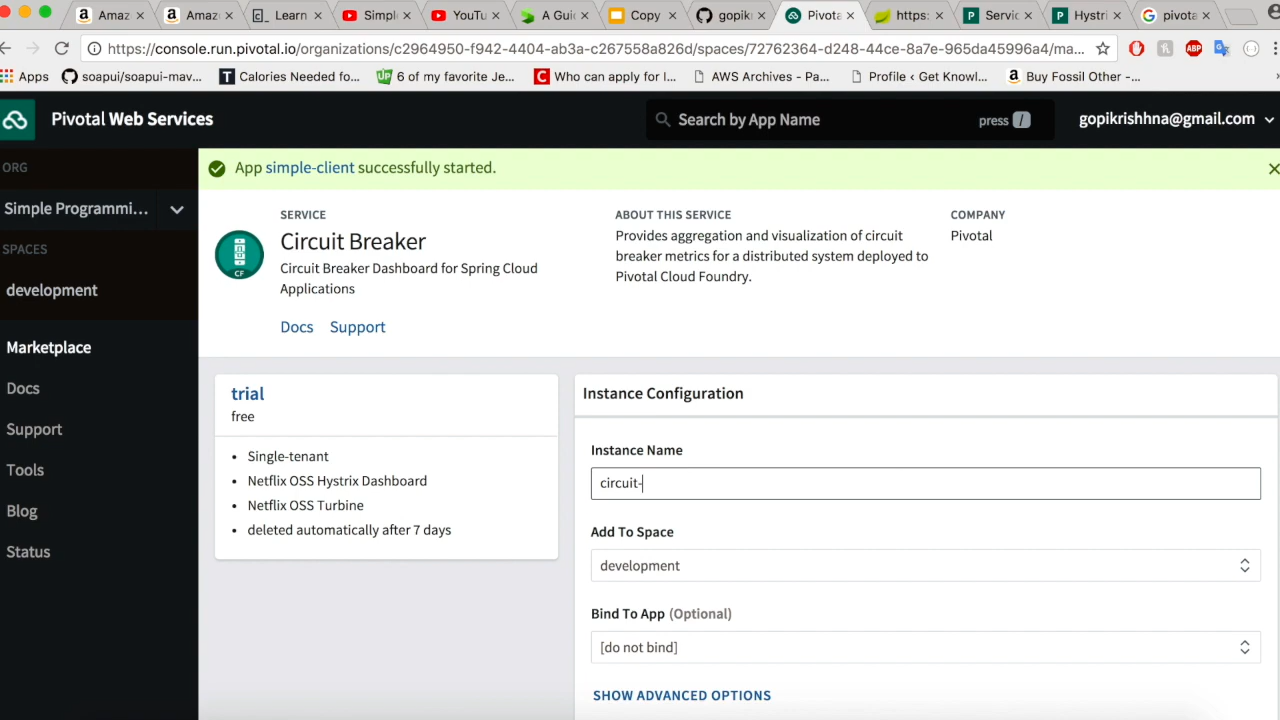 Amaz
Amaz
Learn
Simple
YouTu
A Guid
Copy
gopik
Pivota
https:
Servic
Hystri
pivota
https://console.run.pivotal.io/organizations/c2964950-f942-4404-ab3a-c267558a826d/spaces/72762364-d248-44ce-8a7e-965da45996a4/ma...
Apps
soapui/soapui-mav...
Calories Needed fo...
6 of my favorite Je...
Who can apply for I...
AWS Archives - Pa...
Profile ‹ Get Knowl...
Buy Fossil Other -...
Pivotal Web Services
Search by App Name
press /
gopikrishhna@gmail.com
ORG
App simple-client successfully started.
Simple Programmi...
SPACES
development
Marketplace
Docs
Support
Tools
Blog
Status
CF
SERVICE
Circuit Breaker
Circuit Breaker Dashboard for Spring Cloud
Applications
Docs Support
ABOUT THIS SERVICE
Provides aggregation and visualization of circuit
breaker metrics for a distributed system deployed to
Pivotal Cloud Foundry.
COMPANY
Pivotal
trial
free
• Single-tenant
• Netflix OSS Hystrix Dashboard
• Netflix OSS Turbine
• deleted automatically after 7 days
Instance Configuration
Instance Name
circuit-
Add To Space
development
Bind To App (Optional)
[do not bind]
SHOW ADVANCED OPTIONS